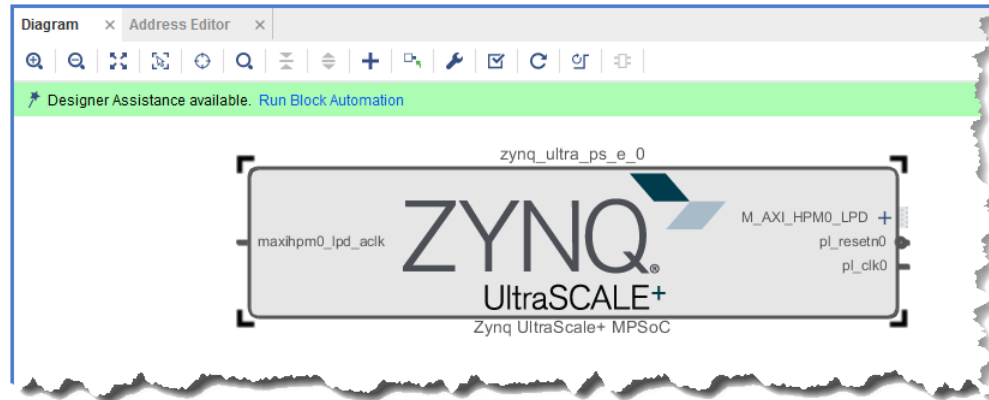 Diagram × Address Editor ×
Designer Assistance available. Run Block Automation
zynq_ultra_ps_e_0
maxihpm0_lpd_aclk
ZYNQ®
UltraSCALE+
M_AXI_HPM0_LPD
pl_resetn0
pl_clk0
Zynq UltraScale+ MPSoC